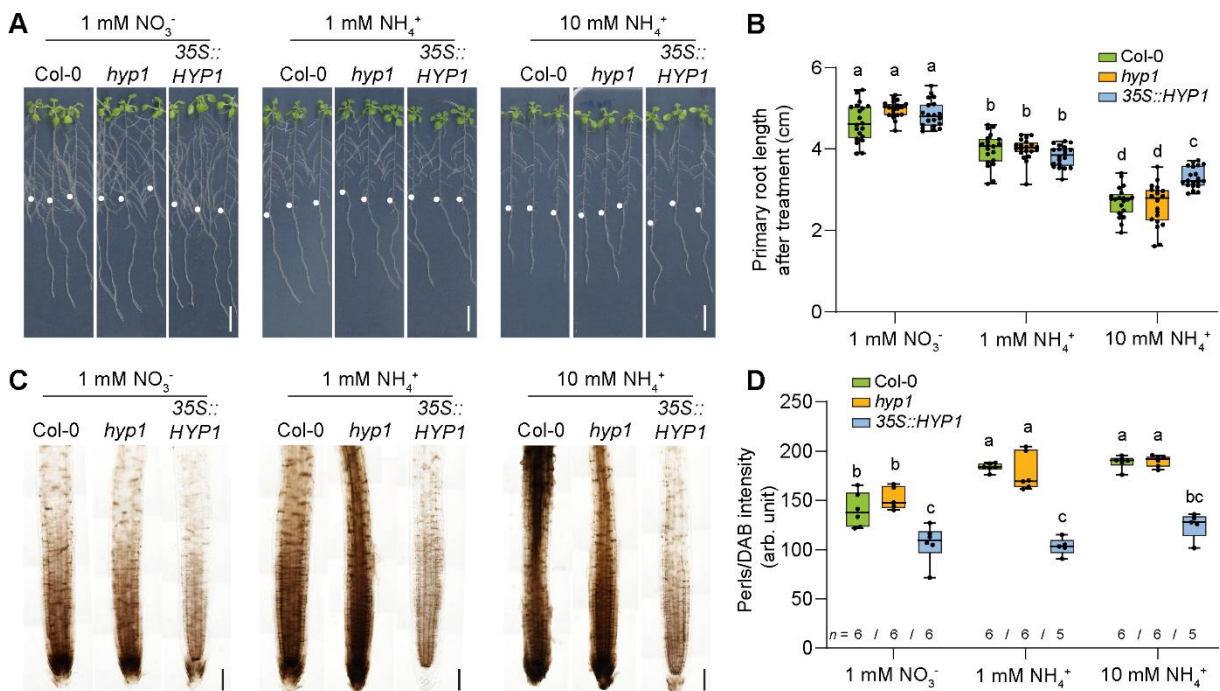 A
1 mM NO₃⁻
1 mM NH₄⁺
10 mM NH₄⁺
Col-0 hyp1 35S::HYP1
Col-0 hyp1 35S::HYP1
Col-0 hyp1 35S::HYP1
B
Col-0
hyp1
35S::HYP1
Primary root length
after treatment (cm)
6
4
2
0
a a a
b b b
d d c
1 mM NO₃⁻ 1 mM NH₄⁺ 10 mM NH₄⁺
C
1 mM NO₃⁻
1 mM NH₄⁺
10 mM NH₄⁺
Col-0 hyp1 35S::HYP1
Col-0 hyp1 35S::HYP1
Col-0 hyp1 35S::HYP1
D
Col-0
hyp1
35S::HYP1
Perls/DAB intensity
(arb. unit)
250
200
150
100
50
0
b b c
a a c
a a bc
n = 6 / 6 / 6 6 / 6 / 5 6 / 6 / 5
1 mM NO₃⁻ 1 mM NH₄⁺ 10 mM NH₄⁺